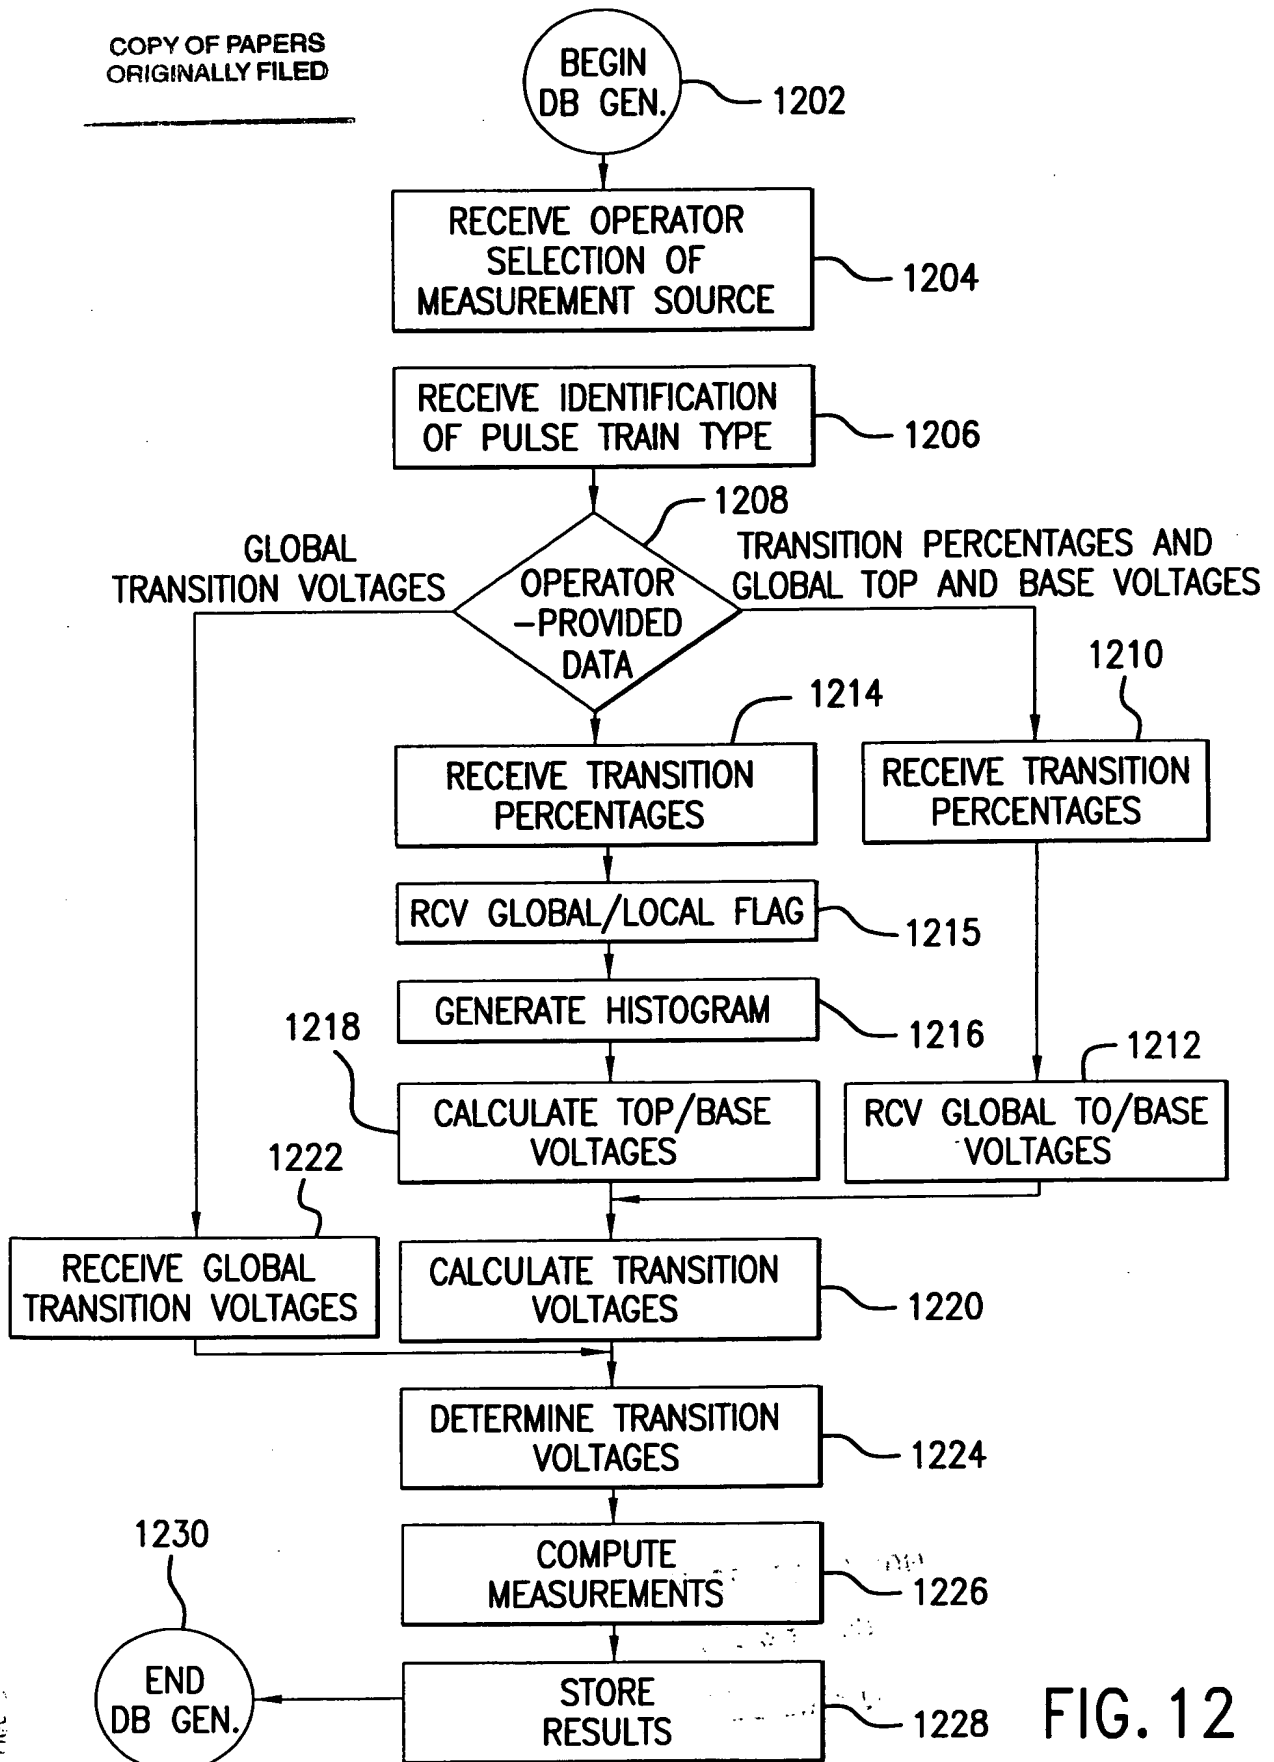 COPY OF PAPERS
ORIGINALLY FILED
BEGIN
DB GEN.
1202
RECEIVE OPERATOR
SELECTION OF
MEASUREMENT SOURCE
1204
RECEIVE IDENTIFICATION
OF PULSE TRAIN TYPE
1206
1208
GLOBAL
TRANSITION VOLTAGES
OPERATOR
-PROVIDED
DATA
TRANSITION PERCENTAGES AND
GLOBAL TOP AND BASE VOLTAGES
1210
1214
RECEIVE TRANSITION
PERCENTAGES
RECEIVE TRANSITION
PERCENTAGES
RCV GLOBAL/LOCAL FLAG
1215
GENERATE HISTOGRAM
1216
1218
1212
CALCULATE TOP/BASE
VOLTAGES
RCV GLOBAL TO/BASE
VOLTAGES
1222
RECEIVE GLOBAL
TRANSITION VOLTAGES
CALCULATE TRANSITION
VOLTAGES
1220
DETERMINE TRANSITION
VOLTAGES
1224
1230
COMPUTE
MEASUREMENTS
1226
END
DB GEN.
STORE
RESULTS
1228
FIG. 12